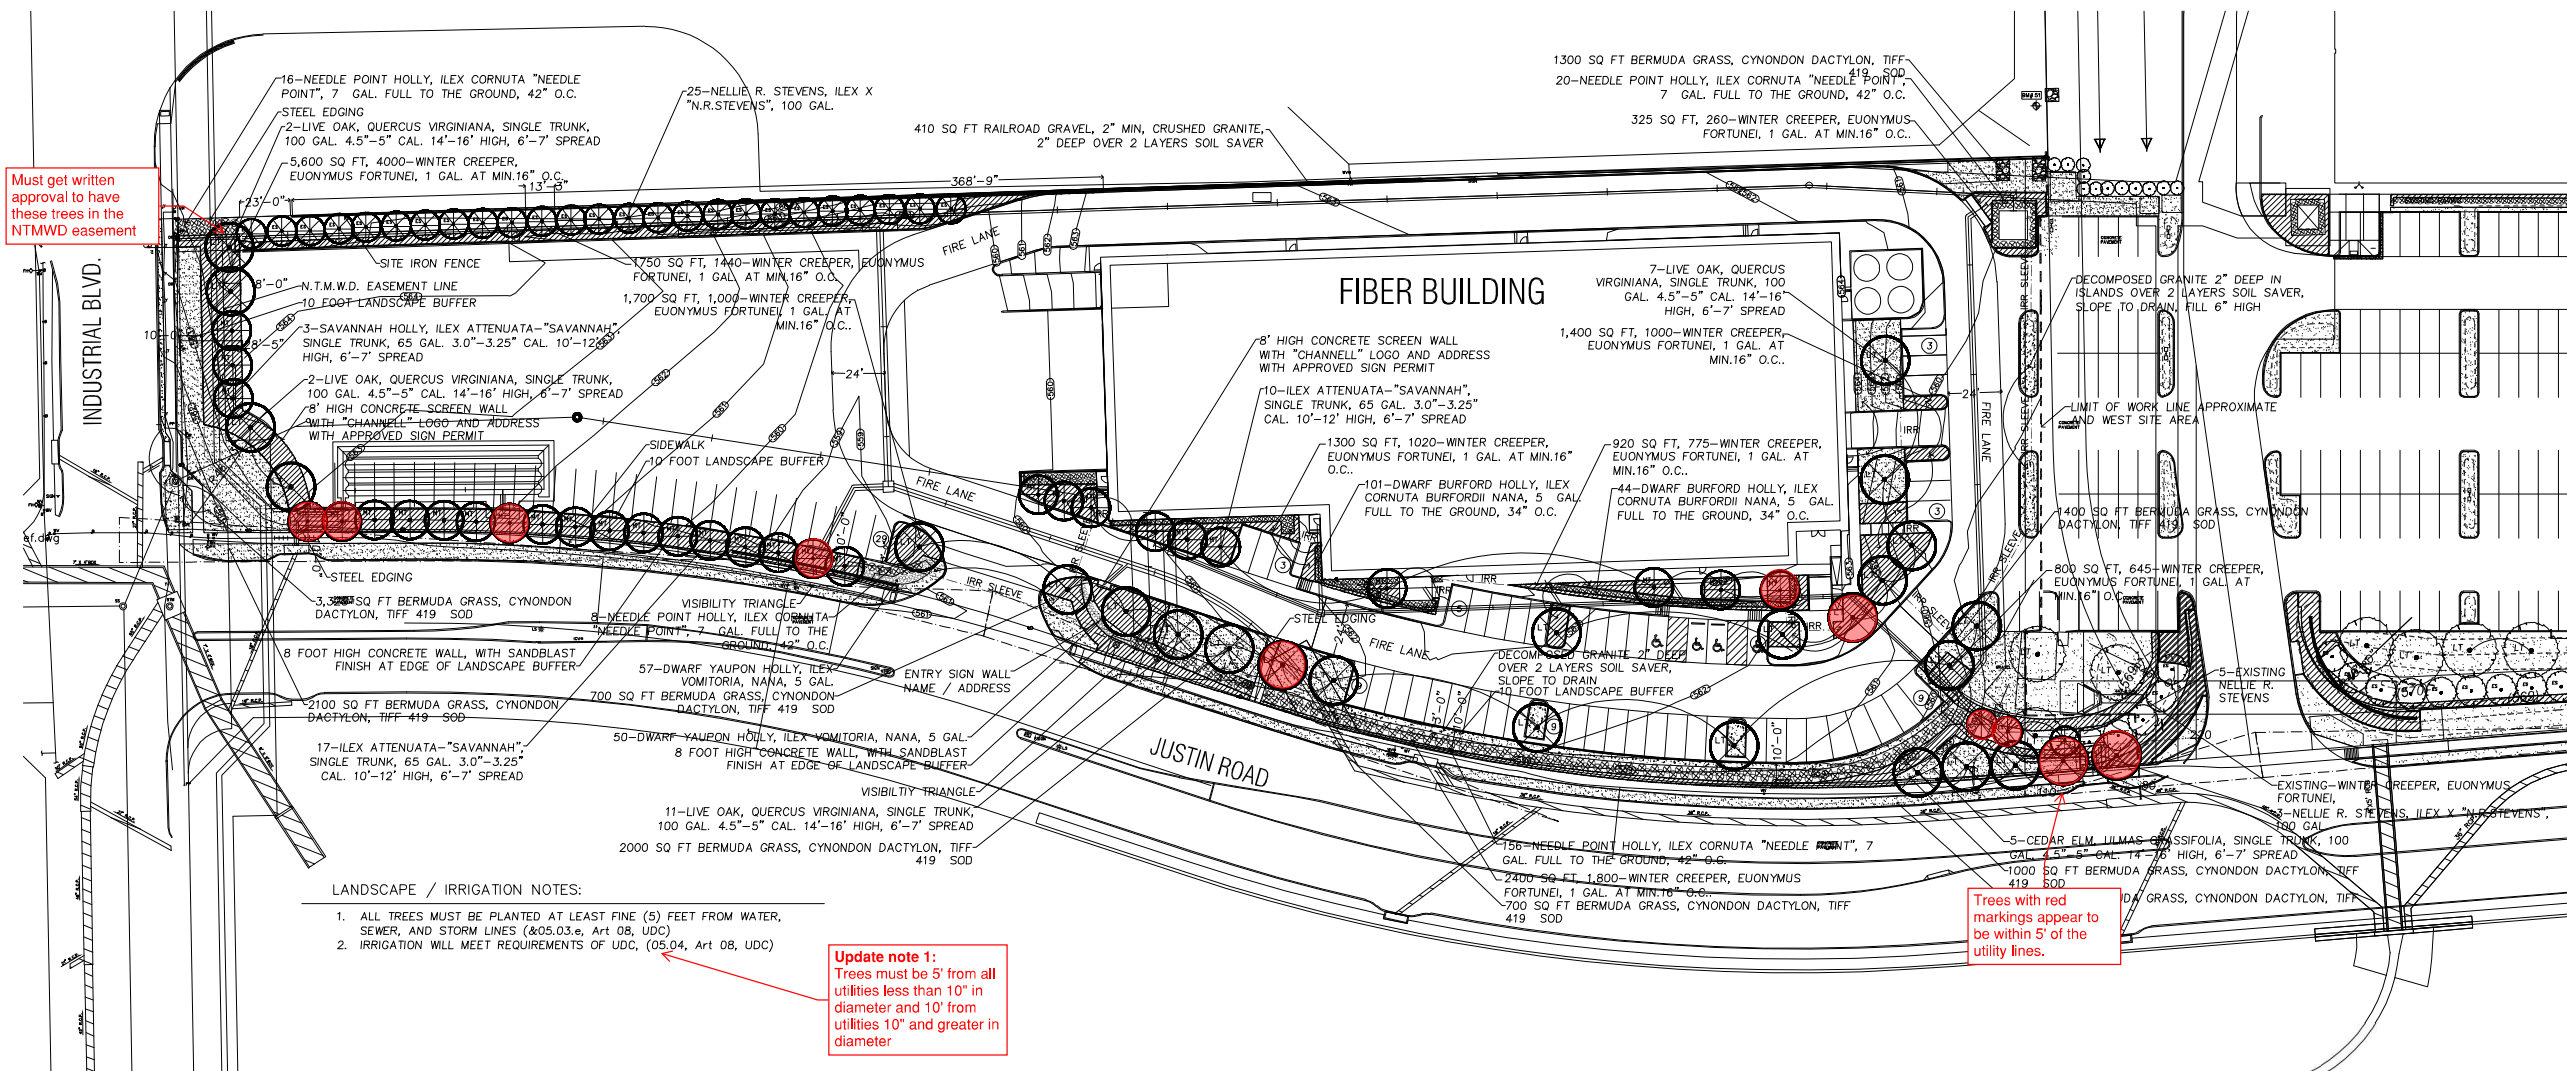 16-NEEDLE POINT HOLLY, ILEX CORNUTA "NEEDLE
POINT", 7 GAL. FULL TO THE GROUND, 42" O.C.
STEEL EDGING
2-LIVE OAK, QUERCUS VIRGINIANA, SINGLE TRUNK,
100 GAL. 4.5"-5" CAL. 14'-16' HIGH, 6'-7' SPREAD
5,600 SQ FT, 4000-WINTER CREEPER,
EUONYMUS FORTUNEI, 1 GAL. AT MIN.16" O.C.
Must get written
approval to have
these trees in the
NTMWD easement
25-NELLIE R. STEVENS, ILEX X
"N.R.STEVENS", 100 GAL.
410 SQ FT RAILROAD GRAVEL, 2" MIN, CRUSHED GRANITE,
2" DEEP OVER 2 LAYERS SOIL SAVER
1300 SQ FT BERMUDA GRASS, CYNONDON DACTYLON, TIFF
419 SOD
20-NEEDLE POINT HOLLY, ILEX CORNUTA "NEEDLE POINT",
7 GAL. FULL TO THE GROUND, 42" O.C.
325 SQ FT, 260-WINTER CREEPER, EUONYMUS
FORTUNEI, 1 GAL. AT MIN.16" O.C..
13'-3"
23'-0"
368'-9"
INDUSTRIAL BLVD.
SITE IRON FENCE
N.T.M.W.D. EASEMENT LINE
8'-0"
10 FOOT LANDSCAPE BUFFER
3-SAVANNAH HOLLY, ILEX ATTENUATA-"SAVANNAH",
SINGLE TRUNK, 65 GAL. 3.0"-3.25" CAL. 10'-12'
HIGH, 6'-7' SPREAD
8'-5"
2-LIVE OAK, QUERCUS VIRGINIANA, SINGLE TRUNK,
100 GAL. 4.5"-5" CAL. 14'-16' HIGH, 6'-7' SPREAD
8' HIGH CONCRETE SCREEN WALL
WITH "CHANNELL" LOGO AND ADDRESS
WITH APPROVED SIGN PERMIT
1750 SQ FT, 1440-WINTER CREEPER, EUONYMUS
FORTUNEI, 1 GAL. AT MIN.16" O.C.
1,700 SQ FT, 1,000-WINTER CREEPER,
EUONYMUS FORTUNEI, 1 GAL. AT
MIN.16" O.C..
24'
SIDEWALK
10 FOOT LANDSCAPE BUFFER
FIRE LANE
FIRE LANE
FIBER BUILDING
7-LIVE OAK, QUERCUS
VIRGINIANA, SINGLE TRUNK, 100
GAL. 4.5"-5" CAL. 14'-16'
HIGH, 6'-7' SPREAD
1,400 SQ FT, 1000-WINTER CREEPER,
EUONYMUS FORTUNEI, 1 GAL. AT
MIN.16" O.C..
8' HIGH CONCRETE SCREEN WALL
WITH "CHANNELL" LOGO AND ADDRESS
WITH APPROVED SIGN PERMIT
10-ILEX ATTENUATA-"SAVANNAH",
SINGLE TRUNK, 65 GAL. 3.0"-3.25"
CAL. 10'-12' HIGH, 6'-7' SPREAD
1300 SQ FT, 1020-WINTER CREEPER,
EUONYMUS FORTUNEI, 1 GAL. AT MIN.16"
O.C..
101-DWARF BURFORD HOLLY, ILEX
CORNUTA BURFORDII NANA, 5 GAL.
FULL TO THE GROUND, 34" O.C.
920 SQ FT, 775-WINTER CREEPER,
EUONYMUS FORTUNEI, 1 GAL. AT
MIN.16" O.C..
44-DWARF BURFORD HOLLY, ILEX
CORNUTA BURFORDII NANA, 5 GAL.
FULL TO THE GROUND, 34" O.C.
DECOMPOSED GRANITE 2" DEEP IN
ISLANDS OVER 2 LAYERS SOIL SAVER,
SLOPE TO DRAIN, FILL 6" HIGH
24'
FIRE LANE
IRR SLEEVE
LIMIT OF WORK LINE APPROXIMATE
AND WEST SITE AREA
1400 SQ FT BERMUDA GRASS, CYNONDON
DACTYLON, TIFF 419 SOD
800 SQ FT, 645-WINTER CREEPER,
EUONYMUS FORTUNEI, 1 GAL. AT
MIN.16" O.C.
5-EXISTING
NELLIE R.
STEVENS
ef.dwg
STEEL EDGING
SQ FT BERMUDA GRASS, CYNONDON
DACTYLON, TIFF 419 SOD
8 FOOT HIGH CONCRETE WALL, WITH SANDBLAST
FINISH AT EDGE OF LANDSCAPE BUFFER
2100 SQ FT BERMUDA GRASS, CYNONDON
DACTYLON, TIFF 419 SOD
17-ILEX ATTENUATA-"SAVANNAH",
SINGLE TRUNK, 65 GAL. 3.0"-3.25"
CAL. 10'-12' HIGH, 6'-7' SPREAD
VISIBILITY TRIANGLE
8-NEEDLE POINT HOLLY, ILEX CORNUTA
"NEEDLE POINT", 7 GAL. FULL TO THE
GROUND, 42" O.C.
57-DWARF YAUPON HOLLY, ILEX
VOMITORIA, NANA, 5 GAL.
700 SQ FT BERMUDA GRASS, CYNONDON
DACTYLON, TIFF 419 SOD
IRR SLEEVE
ENTRY SIGN WALL
NAME / ADDRESS
50-DWARF YAUPON HOLLY, ILEX VOMITORIA, NANA, 5 GAL.
8 FOOT HIGH CONCRETE WALL, WITH SANDBLAST
FINISH AT EDGE OF LANDSCAPE BUFFER
VISIBILTIY TRIANGLE
11-LIVE OAK, QUERCUS VIRGINIANA, SINGLE TRUNK,
100 GAL. 4.5"-5" CAL. 14'-16' HIGH, 6'-7' SPREAD
2000 SQ FT BERMUDA GRASS, CYNONDON DACTYLON, TIFF
419 SOD
STEEL EDGING
FIRE LANE
DECOMPOSED GRANITE 2" DEEP
OVER 2 LAYERS SOIL SAVER,
SLOPE TO DRAIN
10 FOOT LANDSCAPE BUFFER
10'-0"
JUSTIN ROAD
156-NEEDLE POINT HOLLY, ILEX CORNUTA "NEEDLE POINT", 7
GAL. FULL TO THE GROUND, 42" O.C.
2400 SQ FT, 1,800-WINTER CREEPER, EUONYMUS
FORTUNEI, 1 GAL. AT MIN.16" O.C..
700 SQ FT BERMUDA GRASS, CYNONDON DACTYLON, TIFF
419 SOD
EXISTING-WINTER CREEPER, EUONYMUS
FORTUNEI,
3-NELLIE R. STEVENS, ILEX X "N.R.STEVENS",
100 GAL
5-CEDAR ELM, ULMAS CRASSIFOLIA, SINGLE TRUNK, 100
GAL. 4.5"-5" CAL. 14'-16' HIGH, 6'-7' SPREAD
1000 SQ FT BERMUDA GRASS, CYNONDON DACTYLON, TIFF
419 SOD
GRASS, CYNONDON DACTYLON, TIFF
Trees with red
markings appear to
be within 5' of the
utility lines.
LANDSCAPE / IRRIGATION NOTES:
1. ALL TREES MUST BE PLANTED AT LEAST FINE (5) FEET FROM WATER,
SEWER, AND STORM LINES (&05.03.e, Art 08, UDC)
2. IRRIGATION WILL MEET REQUIREMENTS OF UDC, (05.04, Art 08, UDC)
Update note 1:
Trees must be 5' from all
utilities less than 10" in
diameter and 10' from
utilities 10" and greater in
diameter